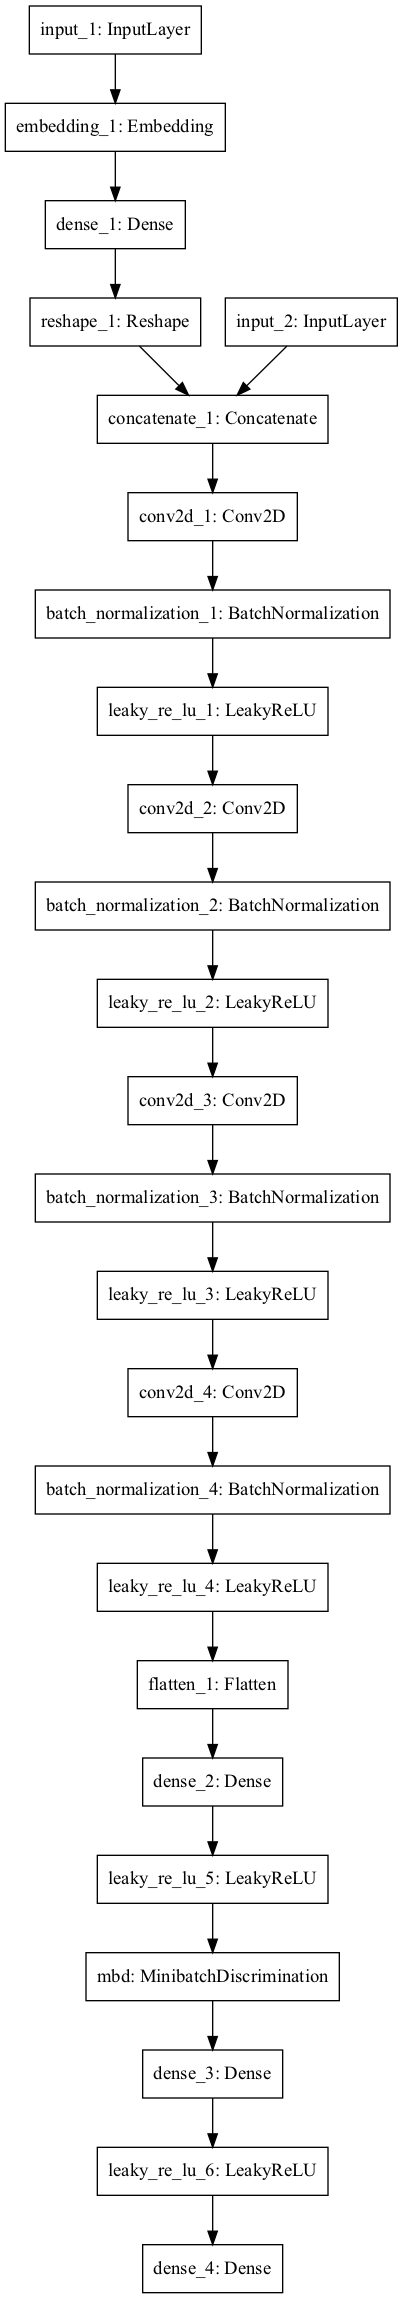 input_1: InputLayer
embedding_1: Embedding
dense_1: Dense
reshape_1: Reshape
input_2: InputLayer
concatenate_1: Concatenate
conv2d_1: Conv2D
batch_normalization_1: BatchNormalization
leaky_re_lu_1: LeakyReLU
conv2d_2: Conv2D
batch_normalization_2: BatchNormalization
leaky_re_lu_2: LeakyReLU
conv2d_3: Conv2D
batch_normalization_3: BatchNormalization
leaky_re_lu_3: LeakyReLU
conv2d_4: Conv2D
batch_normalization_4: BatchNormalization
leaky_re_lu_4: LeakyReLU
flatten_1: Flatten
dense_2: Dense
leaky_re_lu_5: LeakyReLU
mbd: MinibatchDiscrimination
dense_3: Dense
leaky_re_lu_6: LeakyReLU
dense_4: Dense